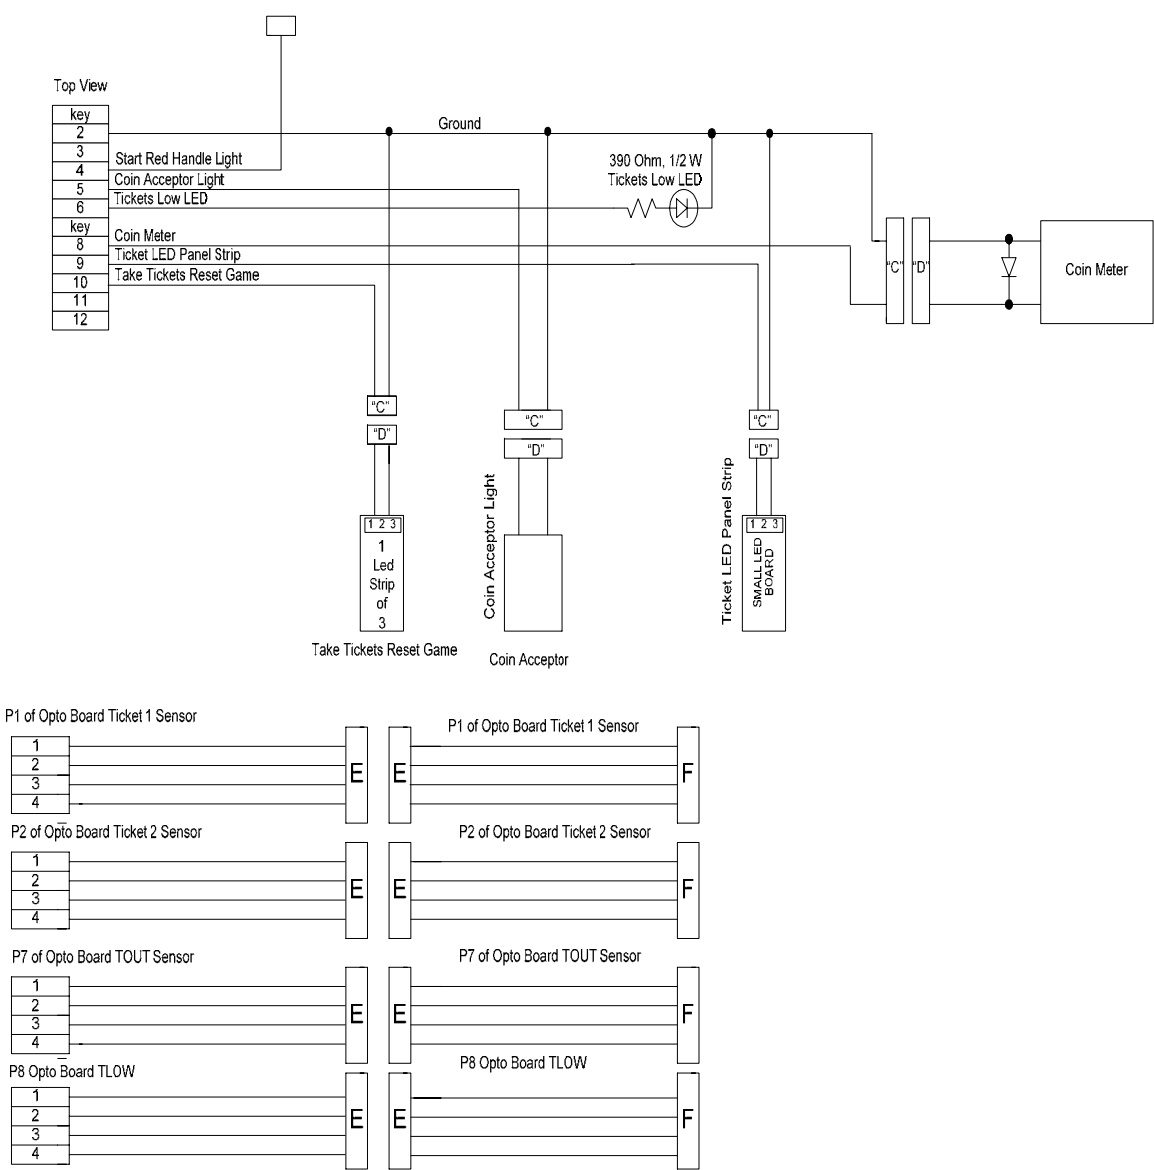 Top View
key
2
3
4
5
6
key
8
9
10
11
12
Ground
Start Red Handle Light
Coin Acceptor Light
Tickets Low LED
Coin Meter
Ticket LED Panel Strip
Take Tickets Reset Game
390 Ohm, 1/2 W
Tickets Low LED
"C" "D"
Coin Meter
"C"
"D"
1 2 3
1
Led
Strip
of
3
Take Tickets Reset Game
"C"
"D"
Coin Acceptor Light
Coin Acceptor
"C"
"D"
Ticket LED Panel Strip
1 2 3
SMALL LED
BOARD
P1 of Opto Board Ticket 1 Sensor
1
2
3
4
E
P1 of Opto Board Ticket 1 Sensor
E
F
P2 of Opto Board Ticket 2 Sensor
1
2
3
4
E
P2 of Opto Board Ticket 2 Sensor
E
F
P7 of Opto Board TOUT Sensor
1
2
3
4
E
P7 of Opto Board TOUT Sensor
E
F
P8 Opto Board TLOW
1
2
3
4
E
P8 Opto Board TLOW
E
F